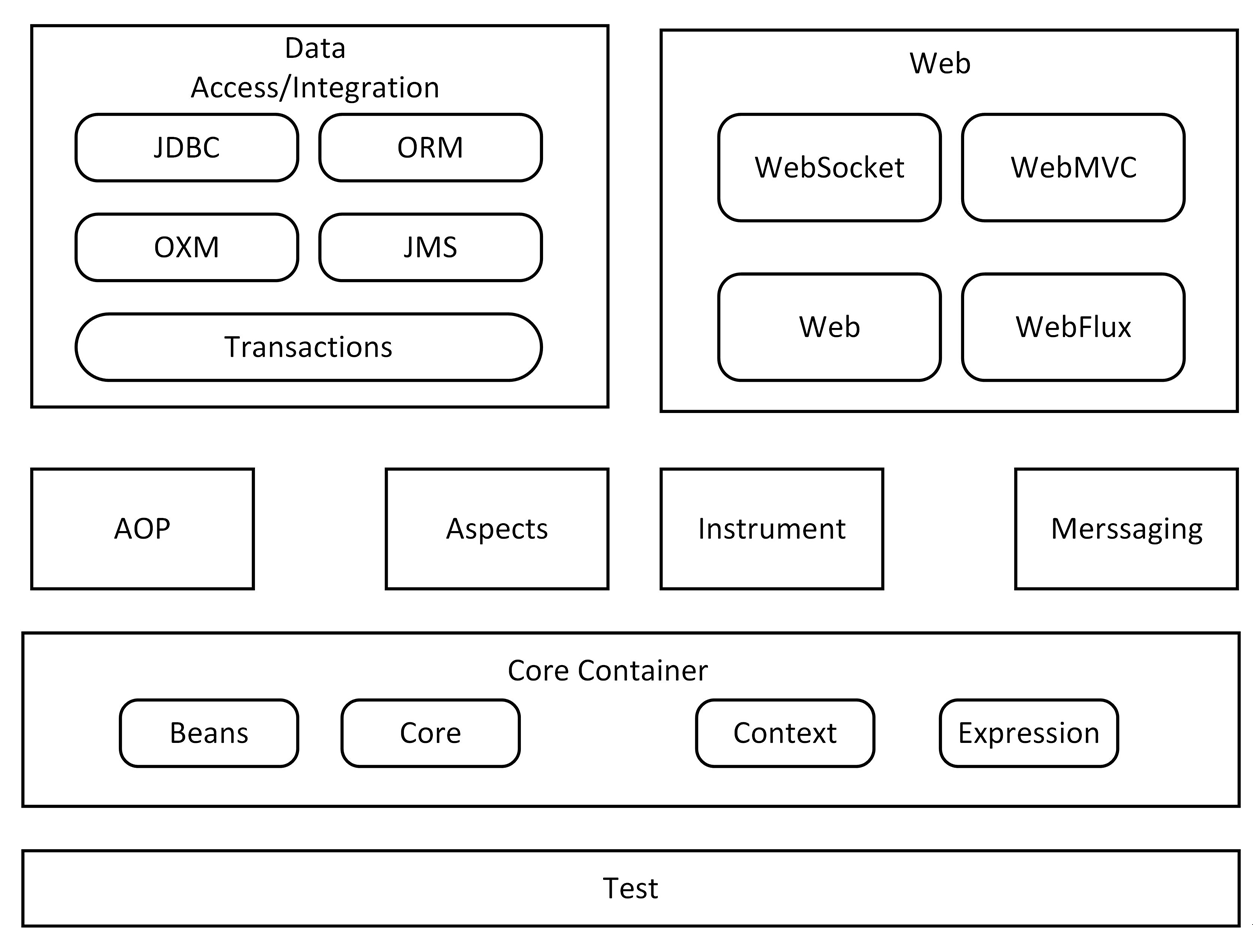 Data
Access/Integration
JDBC
ORM
OXM
JMS
Transactions
Web
WebSocket
WebMVC
Web
WebFlux
AOP
Aspects
Instrument
Merssaging
Core Container
Beans
Core
Context
Expression
Test